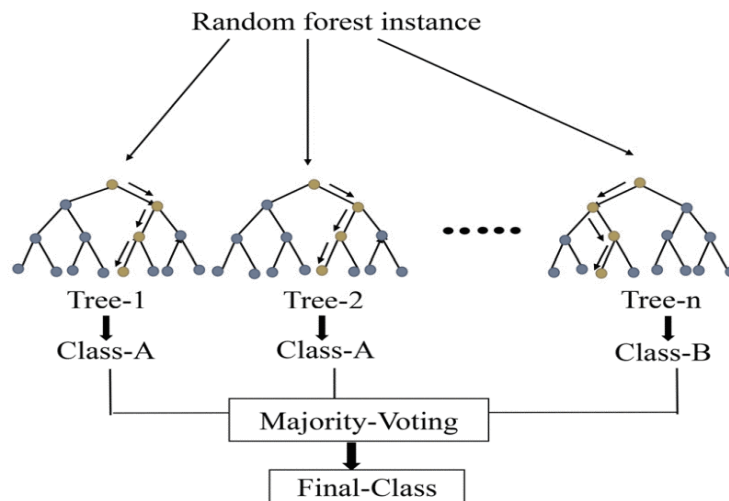 Random forest instance
Tree-1
Tree-2
Tree-n
Class-A
Class-A
Class-B
Majority-Voting
Final-Class